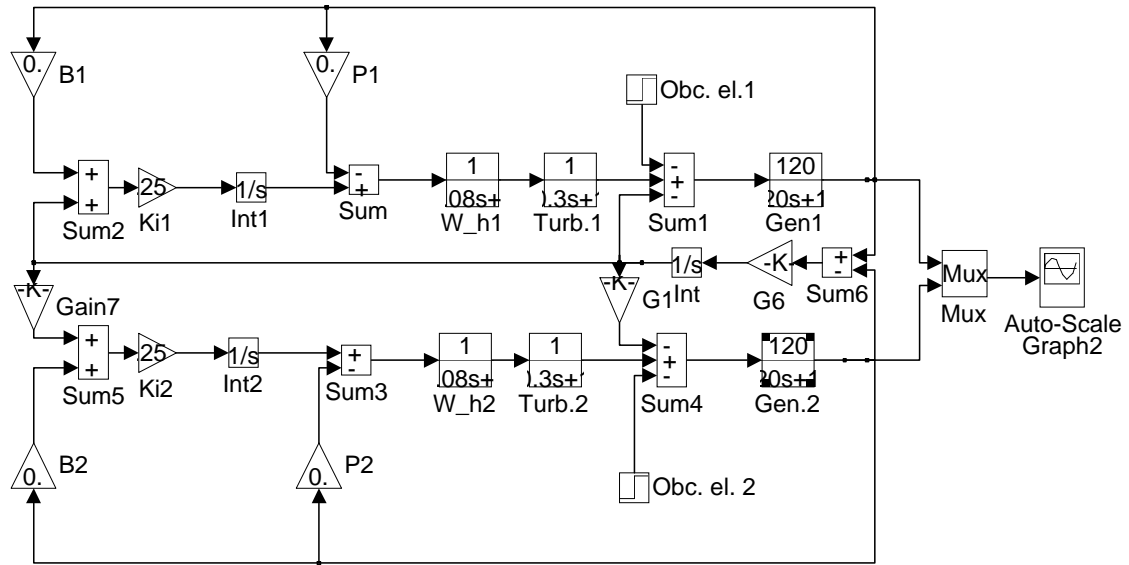 0.
B1
0.
P1
Obc. el.1
+
+
Sum2
.25
Ki1
1/s
Int1
-
+
Sum
1
.08s+
W_h1
1
0.3s+1
Turb.1
-
+
-
Sum1
120
20s+1
Gen1
-K-
Gain7
-K-
G1
1/s
Int
-K-
G6
+
-
Sum6
Mux
Mux
Auto-Scale
Graph2
+
+
Sum5
.25
Ki2
1/s
Int2
+
-
Sum3
1
.08s+
W_h2
1
0.3s+1
Turb.2
-
+
-
Sum4
120
20s+1
Gen.2
0.
B2
0.
P2
Obc. el. 2